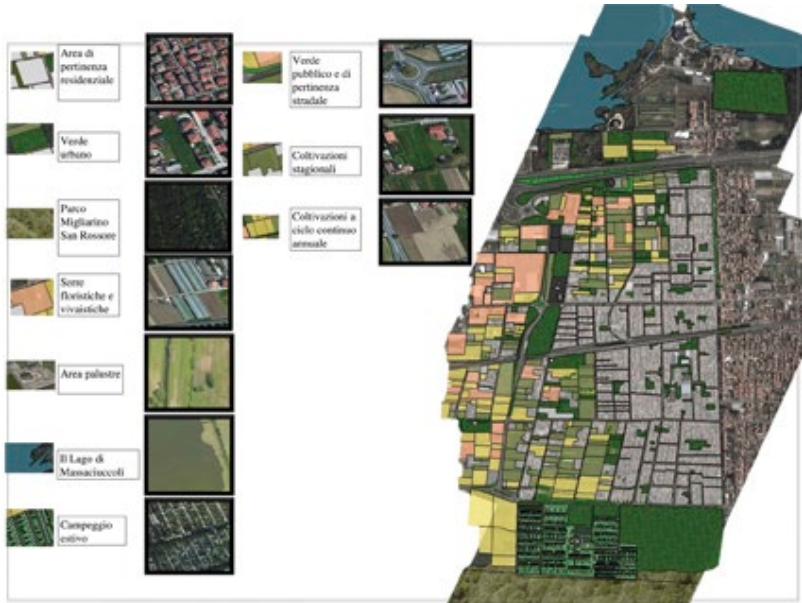 Area di
pertinenza
residenziale
Verde
urbano
Parco
Migliarino
San Rossore
Serre
floristiche e
vivaistiche
Area palustre
Il Lago di
Massaciuccoli
Campeggio
estivo
Verde
pubblico e di
pertinenza
stradale
Coltivazioni
stagionali
Coltivazioni a
ciclo continuo
annuale